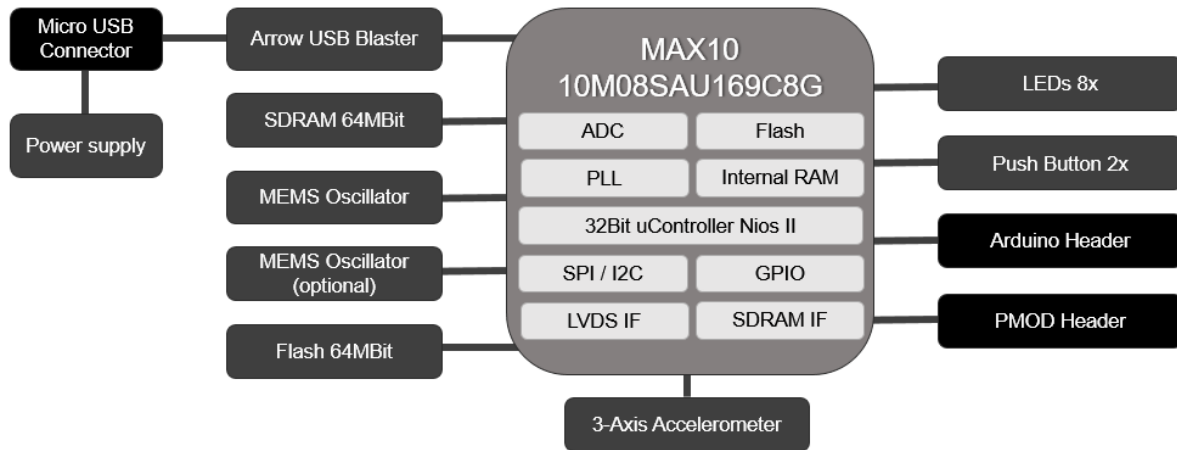 Micro USB
Connector
Power supply
Arrow USB Blaster
SDRAM 64MBit
MEMS Oscillator
MEMS Oscillator
(optional)
Flash 64MBit
MAX10
10M08SAU169C8G
ADC
Flash
PLL
Internal RAM
32Bit uController Nios II
SPI / I2C
GPIO
LVDS IF
SDRAM IF
3-Axis Accelerometer
LEDs 8x
Push Button 2x
Arduino Header
PMOD Header